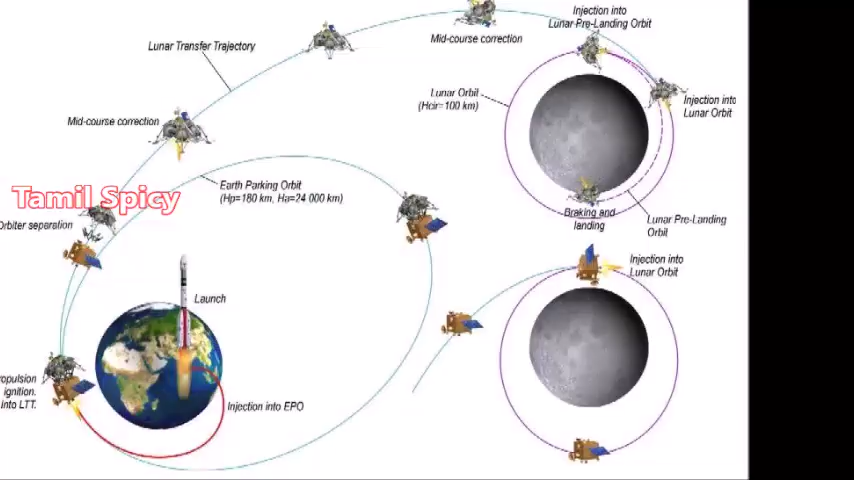 Injection into
Lunar Pre-Landing Orbit
Lunar Transfer Trajectory
Mid-course correction
Lunar Orbit
(Hcir=100 km)
Injection into
Lunar Orbit
Mid-course correction
Earth Parking Orbit
(Hp=180 km, Ha=24 000 km)
Tamil Spicy
Orbiter separation
Braking and
landing
Lunar Pre-Landing
Orbit
Injection into
Lunar Orbit
Launch
ropulsion
ignition.
into LTT.
Injection into EPO